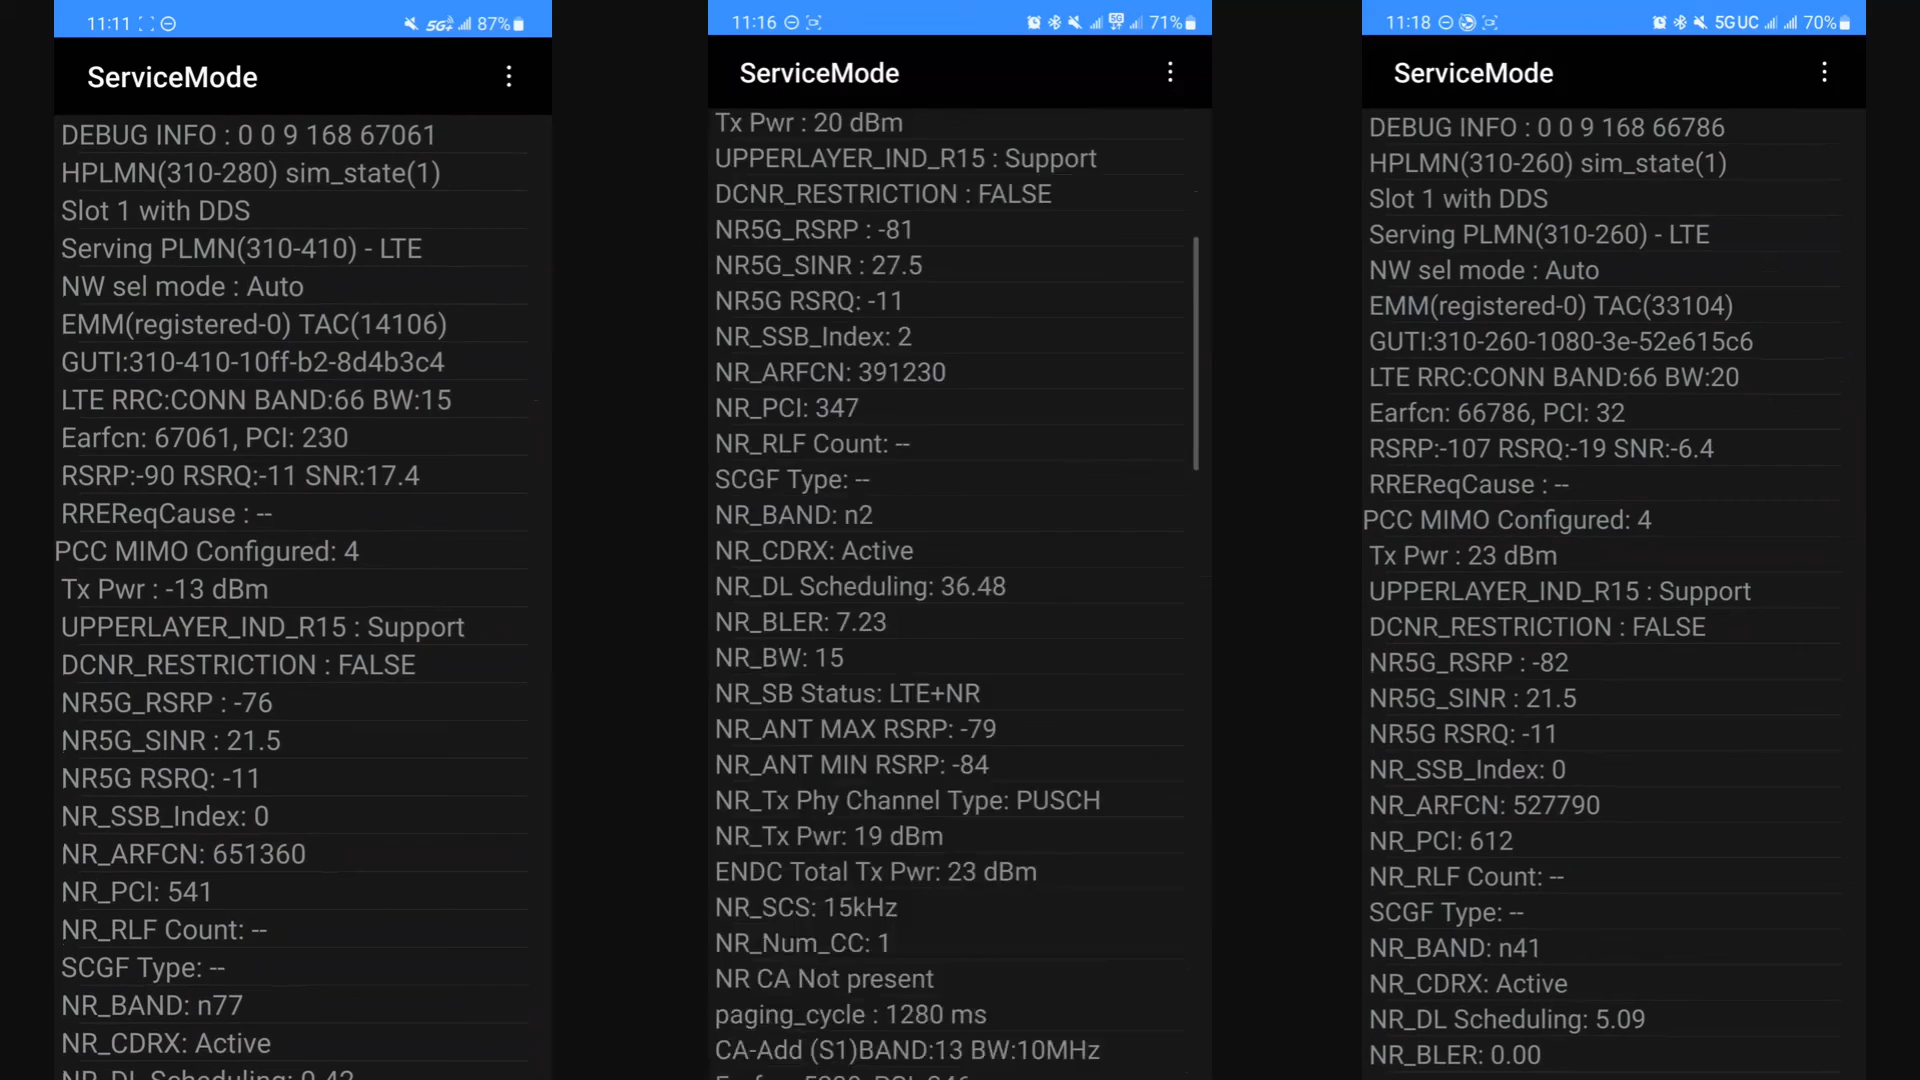 11:11
87%
ServiceMode
DEBUG INFO : 0 0 9 168 67061
HPLMN(310-280) sim_state(1)
Slot 1 with DDS
Serving PLMN(310-410) - LTE
NW sel mode : Auto
EMM(registered-0) TAC(14106)
GUTI:310-410-10ff-b2-8d4b3c4
LTE RRC:CONN BAND:66 BW:15
Earfcn: 67061, PCI: 230
RSRP:-90 RSRQ:-11 SNR:17.4
RREReqCause : --
PCC MIMO Configured: 4
Tx Pwr : -13 dBm
UPPERLAYER_IND_R15 : Support
DCNR_RESTRICTION : FALSE
NR5G_RSRP : -76
NR5G_SINR : 21.5
NR5G RSRQ: -11
NR_SSB_Index: 0
NR_ARFCN: 651360
NR_PCI: 541
NR_RLF Count: --
SCGF Type: --
NR_BAND: n77
NR_CDRX: Active
NR_DL Scheduling: 0.42
11:16
71%
ServiceMode
Tx Pwr : 20 dBm
UPPERLAYER_IND_R15 : Support
DCNR_RESTRICTION : FALSE
NR5G_RSRP : -81
NR5G_SINR : 27.5
NR5G RSRQ: -11
NR_SSB_Index: 2
NR_ARFCN: 391230
NR_PCI: 347
NR_RLF Count: --
SCGF Type: --
NR_BAND: n2
NR_CDRX: Active
NR_DL Scheduling: 36.48
NR_BLER: 7.23
NR_BW: 15
NR_SB Status: LTE+NR
NR_ANT MAX RSRP: -79
NR_ANT MIN RSRP: -84
NR_Tx Phy Channel Type: PUSCH
NR_Tx Pwr: 19 dBm
ENDC Total Tx Pwr: 23 dBm
NR_SCS: 15kHz
NR_Num_CC: 1
NR CA Not present
paging_cycle : 1280 ms
CA-Add (S1)BAND:13 BW:10MHz
11:18
5G UC
70%
ServiceMode
DEBUG INFO : 0 0 9 168 66786
HPLMN(310-260) sim_state(1)
Slot 1 with DDS
Serving PLMN(310-260) - LTE
NW sel mode : Auto
EMM(registered-0) TAC(33104)
GUTI:310-260-1080-3e-52e615c6
LTE RRC:CONN BAND:66 BW:20
Earfcn: 66786, PCI: 32
RSRP:-107 RSRQ:-19 SNR:-6.4
RREReqCause : --
PCC MIMO Configured: 4
Tx Pwr : 23 dBm
UPPERLAYER_IND_R15 : Support
DCNR_RESTRICTION : FALSE
NR5G_RSRP : -82
NR5G_SINR : 21.5
NR5G RSRQ: -11
NR_SSB_Index: 0
NR_ARFCN: 527790
NR_PCI: 612
NR_RLF Count: --
SCGF Type: --
NR_BAND: n41
NR_CDRX: Active
NR_DL Scheduling: 5.09
NR_BLER: 0.00